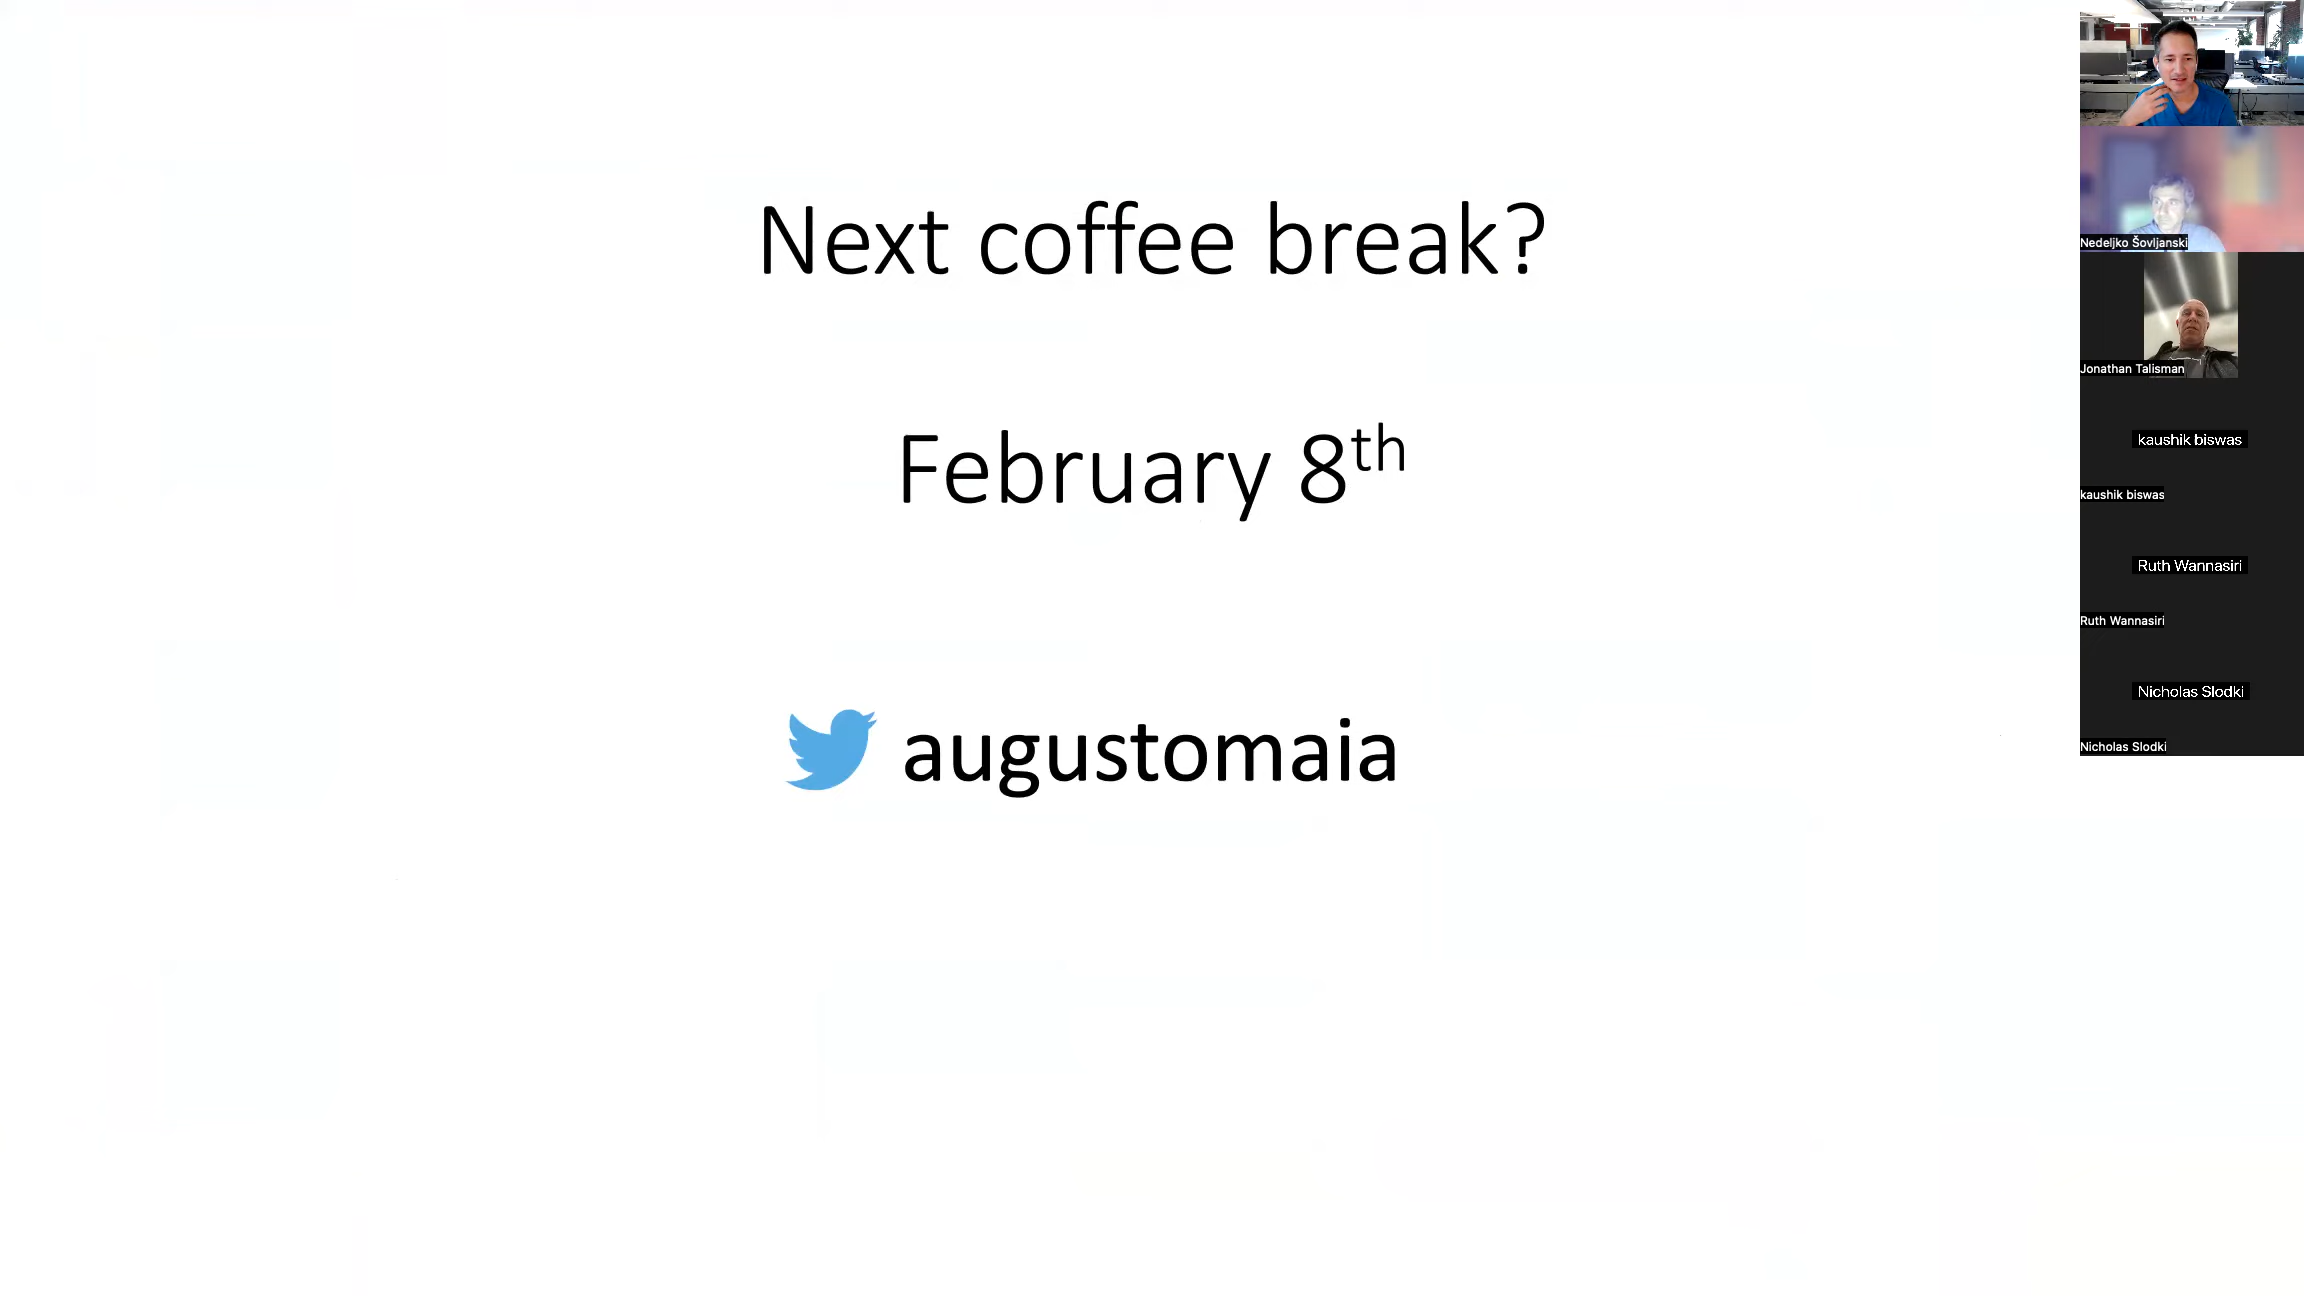 Next coffee break?
February 8th
augustomaia
Nedeljko Šovljanski
Jonathan Talisman
kaushik biswas
kaushik biswas
Ruth Wannasiri
Ruth Wannasiri
Nicholas Slodki
Nicholas Slodki